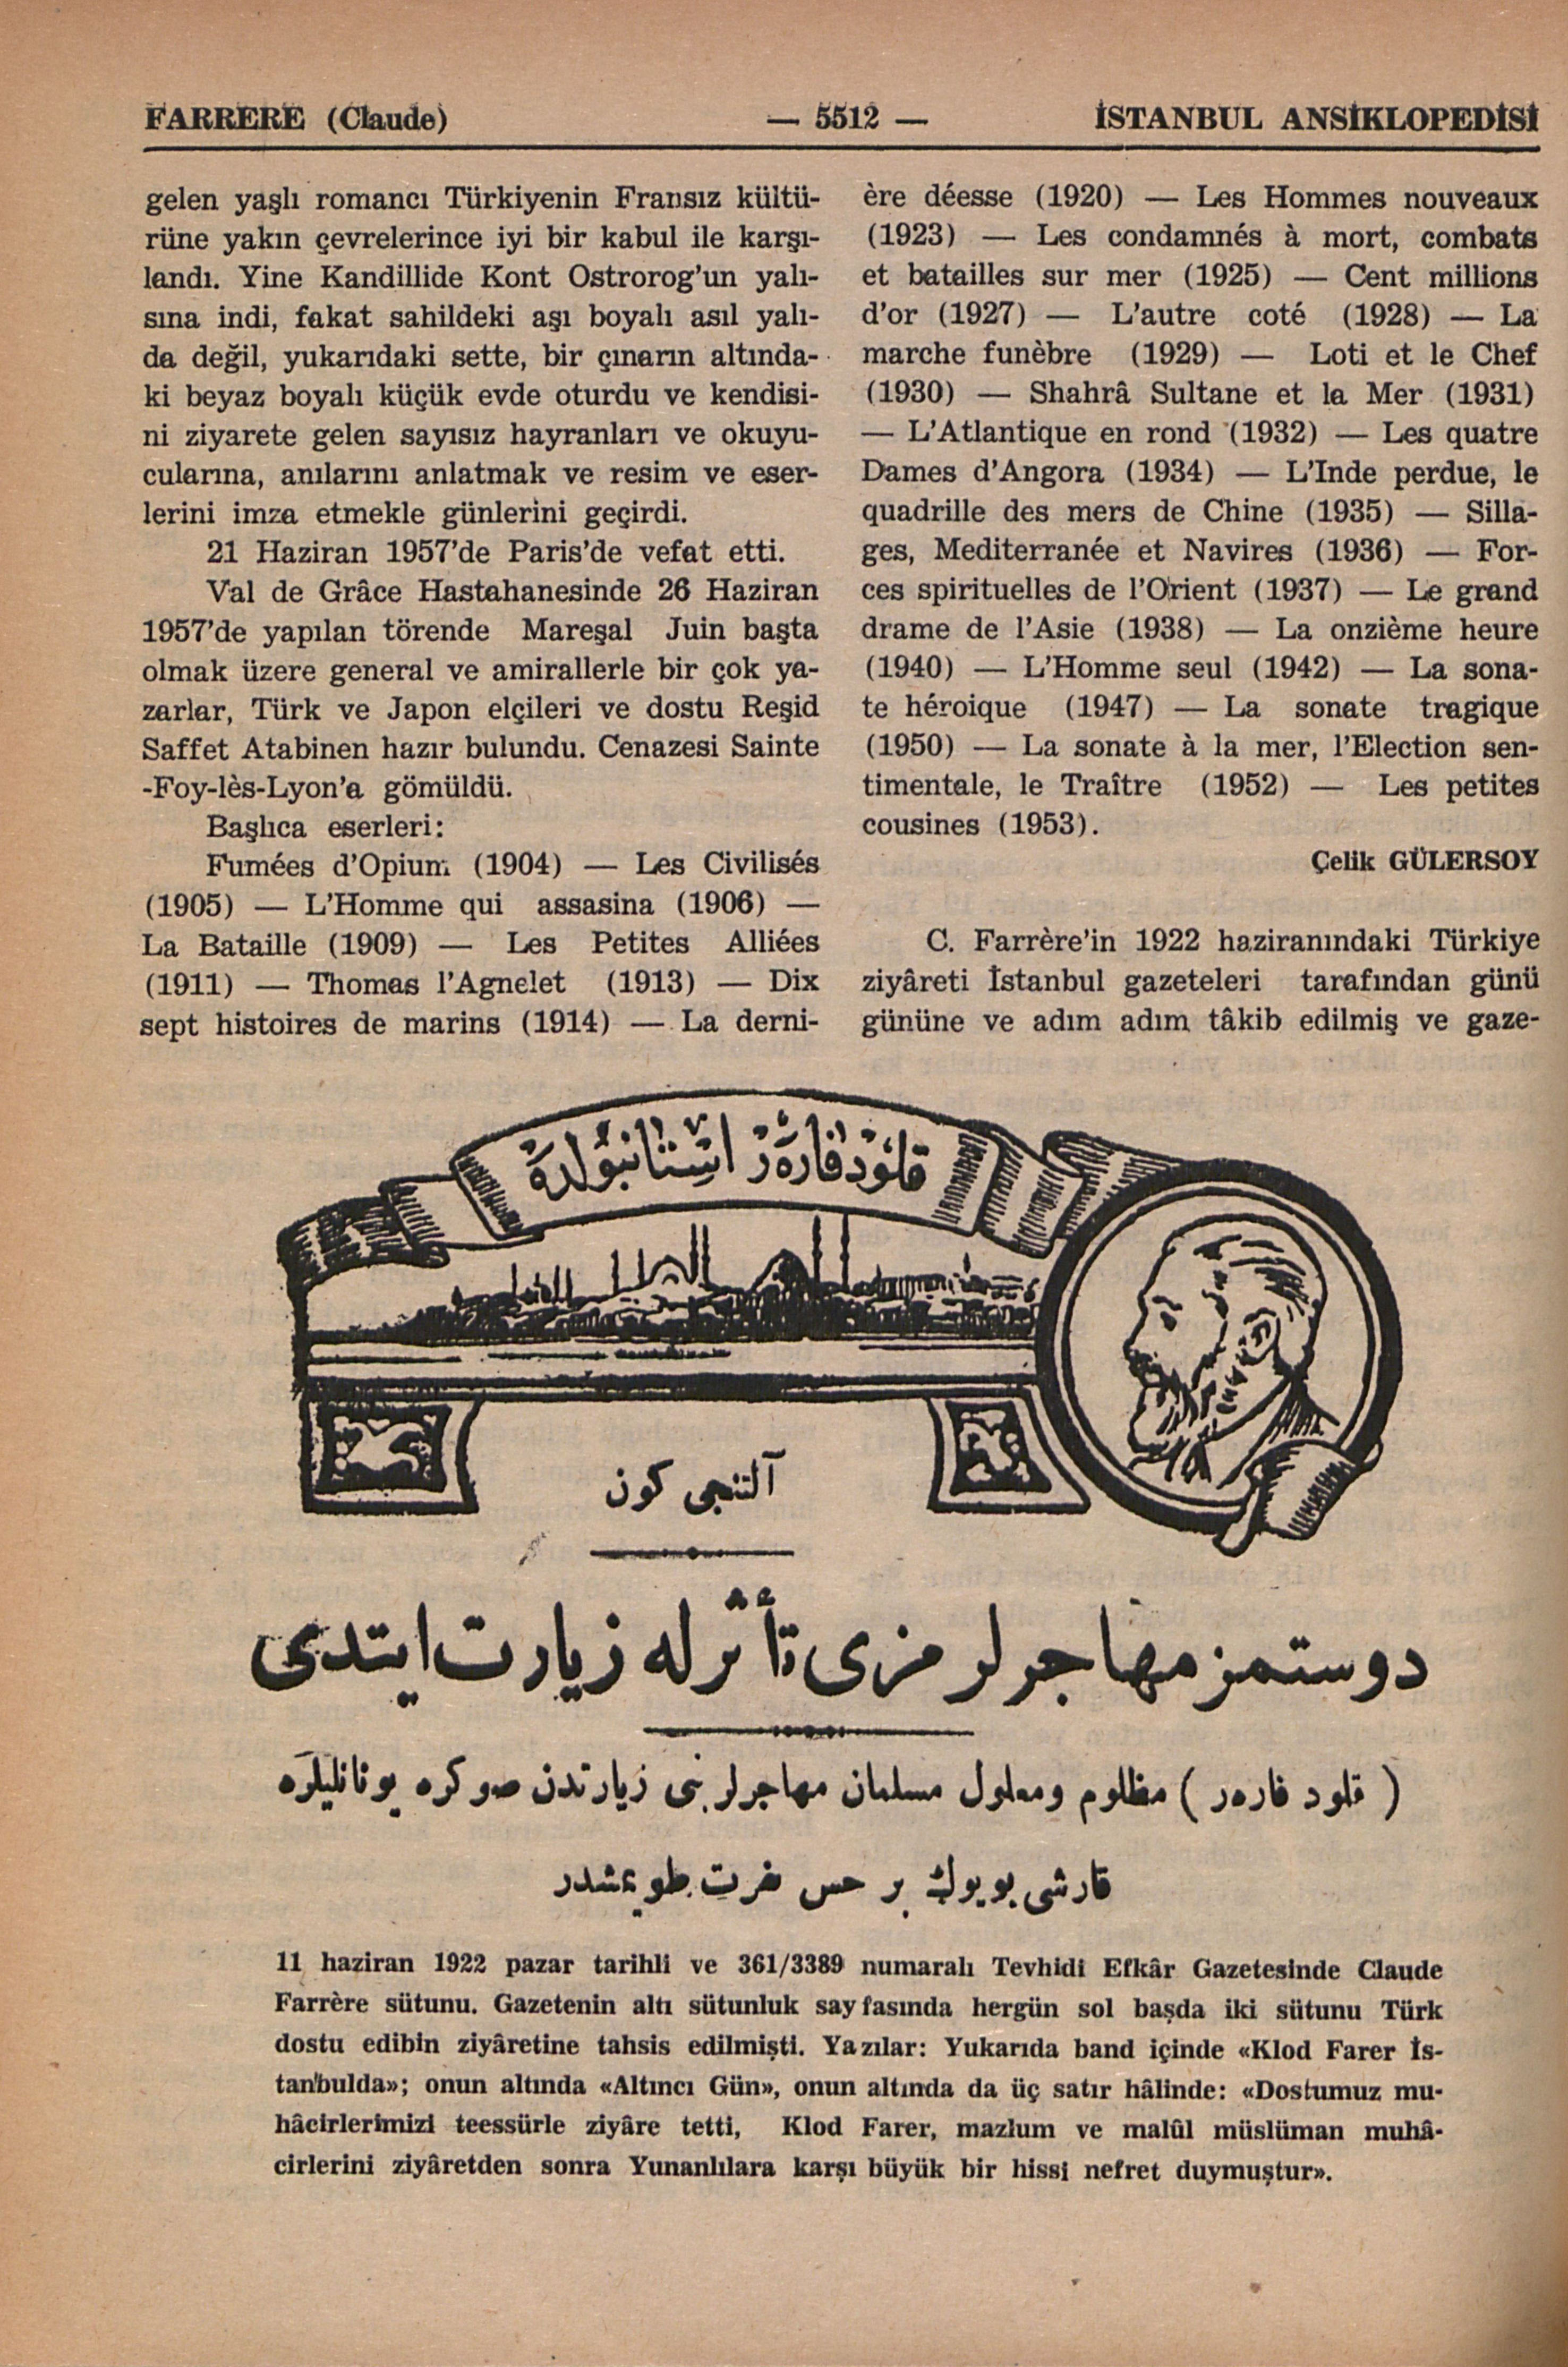 FARRERE (Claude) — 5512 — İSTANBUL ANSİKLOPEDİSİ
gelen yaşlı romancı Türkiyenin Fransız kültü-
rüne yakın çevrelerince iyi bir kabul ile karşı-
landı. Yine Kandillide Kont Ostrorog'un yalı-
sına indi, fakat sahildeki aşı boyalı asıl yalı-
da değil, yukarıdaki sette, bir çınarın altında-
ki beyaz boyalı küçük evde oturdu ve kendisi-
ni ziyarete gelen sayısız hayranları ve okuyu-
cularına, anılarını anlatmak ve resim ve eser-
lerini imza etmekle günlerini geçirdi.
21 Haziran 1957'de Paris'de vefat etti.
Val de Grâce Hastahanesinde 26 Haziran
1957'de yapılan törende Mareşal Juin başta
olmak üzere general ve amirallerle bir çok ya-
zarlar, Türk ve Japon elçileri ve dostu Reşid
Saffet Atabinen hazır bulundu. Cenazesi Sainte
-Foy-lès-Lyon'a gömüldü.
Başlıca eserleri:
Fumées d'Opium (1904) — Les Civilisés
(1905) — L'Homme qui assasina (1906) —
La Bataille (1909) — Les Petites Alliées
(1911) — Thomas l'Agnelet (1913) — Dix
sept histoires de marins (1914) — La derni-
ère déesse (1920) — Les Hommes nouveaux
(1923) — Les condamnés à mort, combats
et batailles sur mer (1925) — Cent millions
d'or (1927) — L'autre coté (1928) — La
marche funèbre (1929) — Loti et le Chef
(1930) — Shahrâ Sultane et la Mer (1931)
— L'Atlantique en rond (1932) — Les quatre
Dames d'Angora (1934) — L'Inde perdue, le
quadrille des mers de Chine (1935) — Silla-
ges, Mediterranée et Navires (1936) — For-
ces spirituelles de l'Orient (1937) — Le grand
drame de l'Asie (1938) — La onzième heure
(1940) — L'Homme seul (1942) — La sona-
te héroique (1947) — La sonate tragique
(1950) — La sonate à la mer, l'Election sen-
timentale, le Traître (1952) — Les petites
cousines (1953).
Çelik GÜLERSOY
C. Farrère'in 1922 haziranındaki Türkiye
ziyâreti İstanbul gazeteleri tarafından günü
gününe ve adım adım tâkib edilmiş ve gaze-
قلود فارەر استانبولده
آلتنجی کون
دوستمز مهاجرلرمزی تأثرله زیارت ایتدی
( قلود فارەر ) مظلوم ومعلول مسلمان مهاجرلرینی زیارتدن صوکره یونانلیلره
قارشی بویوك بر حس نفرت طویمشدر
11 haziran 1922 pazar tarihli ve 361/3389 numaralı Tevhidi Efkâr Gazetesinde Claude
Farrère sütunu. Gazetenin altı sütunluk sayfasında hergün sol başda iki sütunu Türk
dostu edibin ziyâretine tahsis edilmişti. Yazılar: Yukarıda band içinde «Klod Farer İs-
tanbulda»; onun altında «Altıncı Gün», onun altında da üç satır hâlinde: «Dostumuz mu-
hâcirlerimizi teessürle ziyâre tetti, Klod Farer, mazlum ve malûl müslüman muhâ-
cirlerini ziyâretden sonra Yunanlılara karşı büyük bir hissi nefret duymuştur».